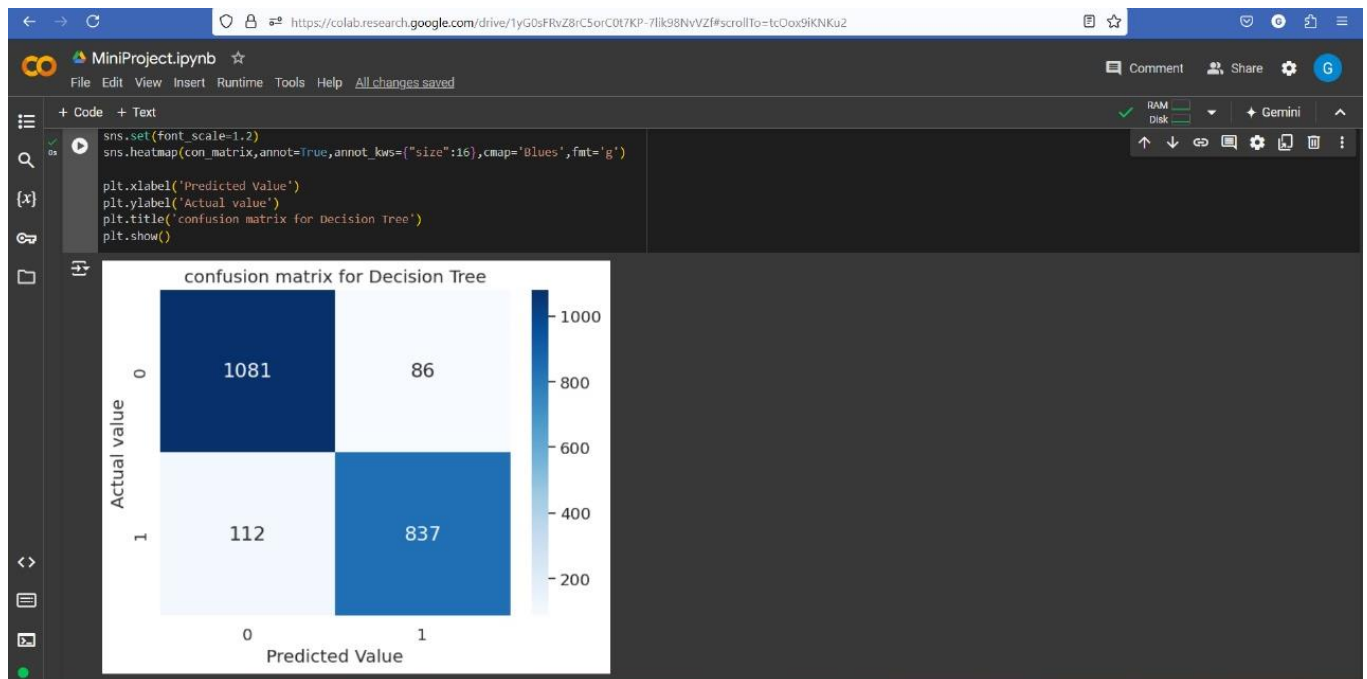 https://colab.research.google.com/drive/1yG0sFRvZ8rC5orC0t7KP-7lik98NvVZf#scrollTo=tcOox9iKNKu2
G
CO
MiniProject.ipynb
File Edit View Insert Runtime Tools Help All changes saved
Comment Share G
+ Code + Text
RAM
Disk
Gemini
0s
sns.set(font_scale=1.2)
sns.heatmap(con_matrix,annot=True,annot_kws={"size":16},cmap='Blues',fmt='g')
{x}
plt.xlabel('Predicted Value')
plt.ylabel('Actual value')
plt.title('confusion matrix for Decision Tree')
plt.show()
confusion matrix for Decision Tree
1000
800
600
400
200
Actual value
0
1
1081 86
112 837
0 1
Predicted Value